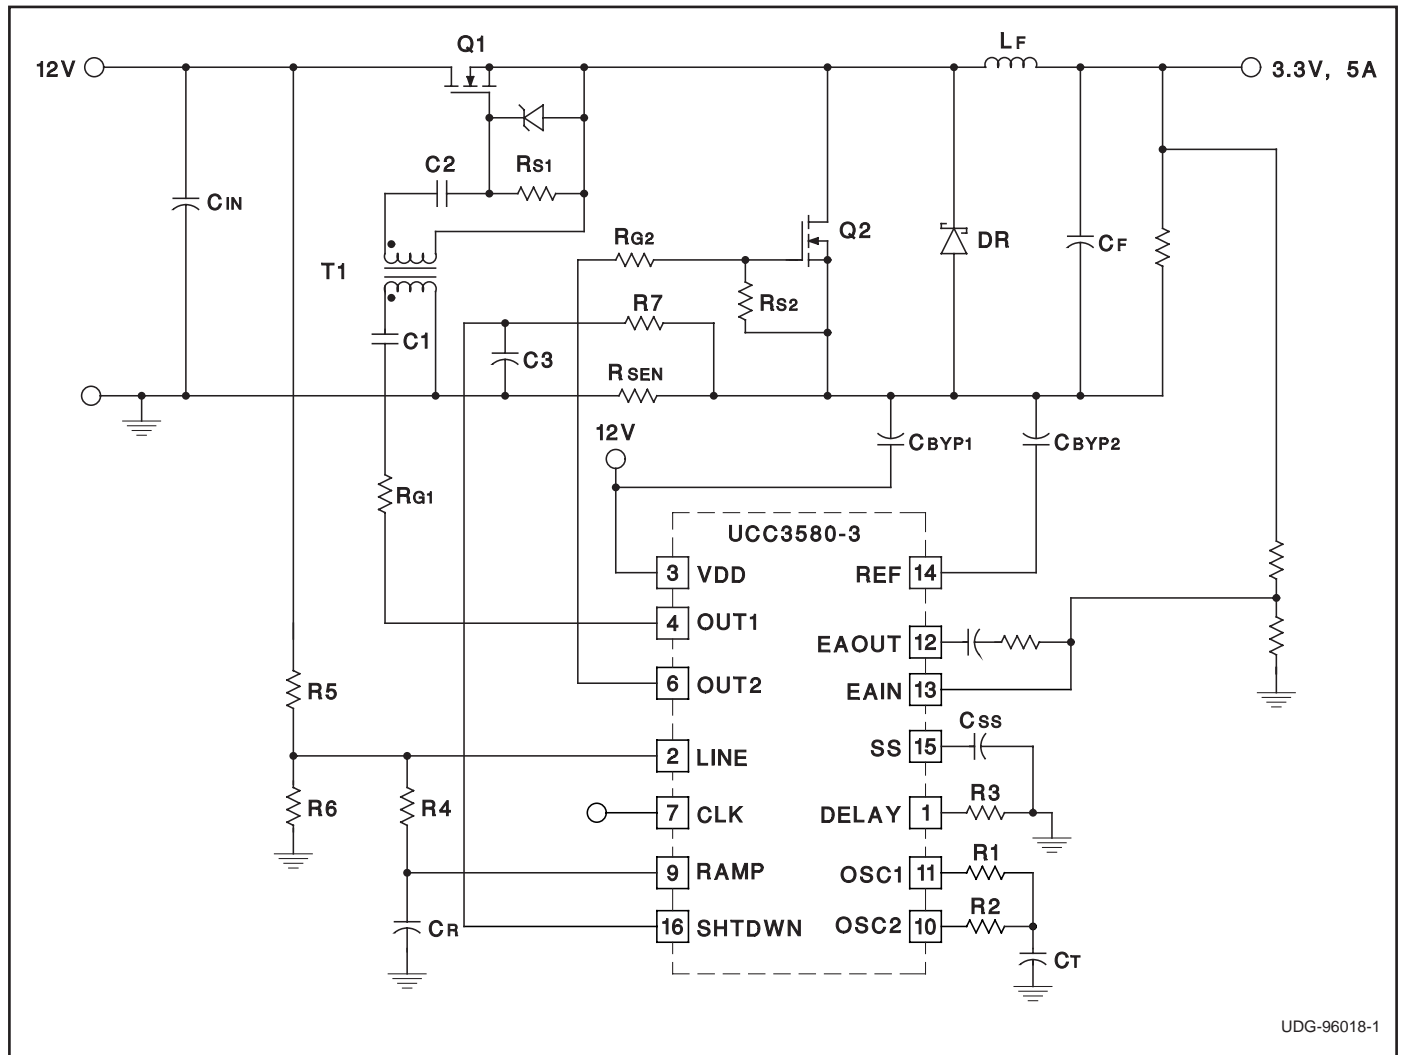 Q1
LF
12V
3.3V, 5A
C2
RS1
CIN
RG2
Q2
DR
CF
T1
R7
RS2
C1
C3
RSEN
12V
CBYP1
CBYP2
RG1
UCC3580-3
3 VDD
REF 14
4 OUT1
EAOUT 12
6 OUT2
EAIN 13
R5
CSS
2 LINE
SS 15
R6
R4
R3
7 CLK
DELAY 1
R1
9 RAMP
OSC1 11
R2
CR
16 SHTDWN
OSC2 10
CT
UDG-96018-1